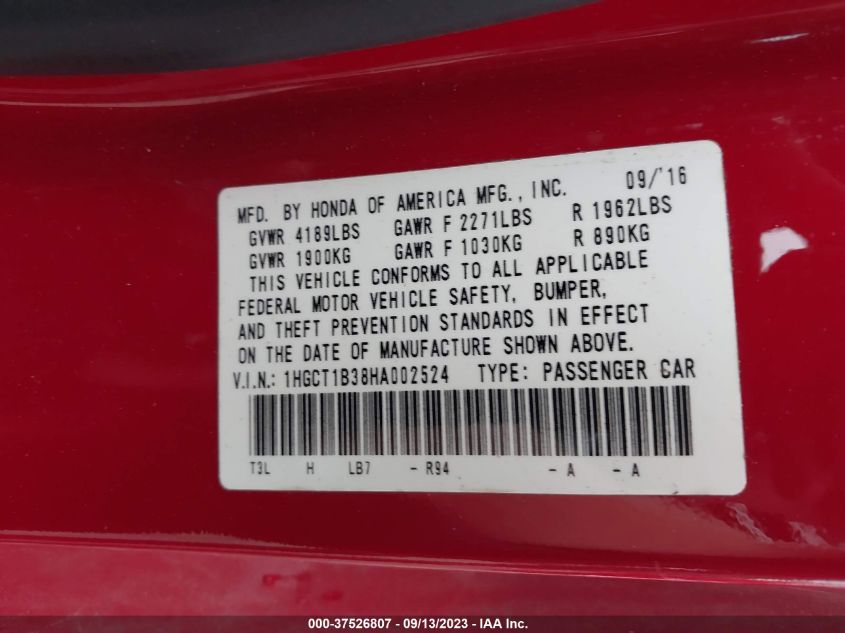 MFD. BY HONDA OF AMERICA MFG., INC. 09/'16
GVWR 4189LBS GAWR F 2271LBS R 1962LBS
GVWR 1900KG GAWR F 1030KG R 890KG
THIS VEHICLE CONFORMS TO ALL APPLICABLE
FEDERAL MOTOR VEHICLE SAFETY, BUMPER,
AND THEFT PREVENTION STANDARDS IN EFFECT
ON THE DATE OF MANUFACTURE SHOWN ABOVE.
V.I.N.: 1HGCT1B38HA002524 TYPE: PASSENGER CAR
T3L H LB7 - R94 - A - A
000-37526807 - 09/13/2023 - IAA Inc.